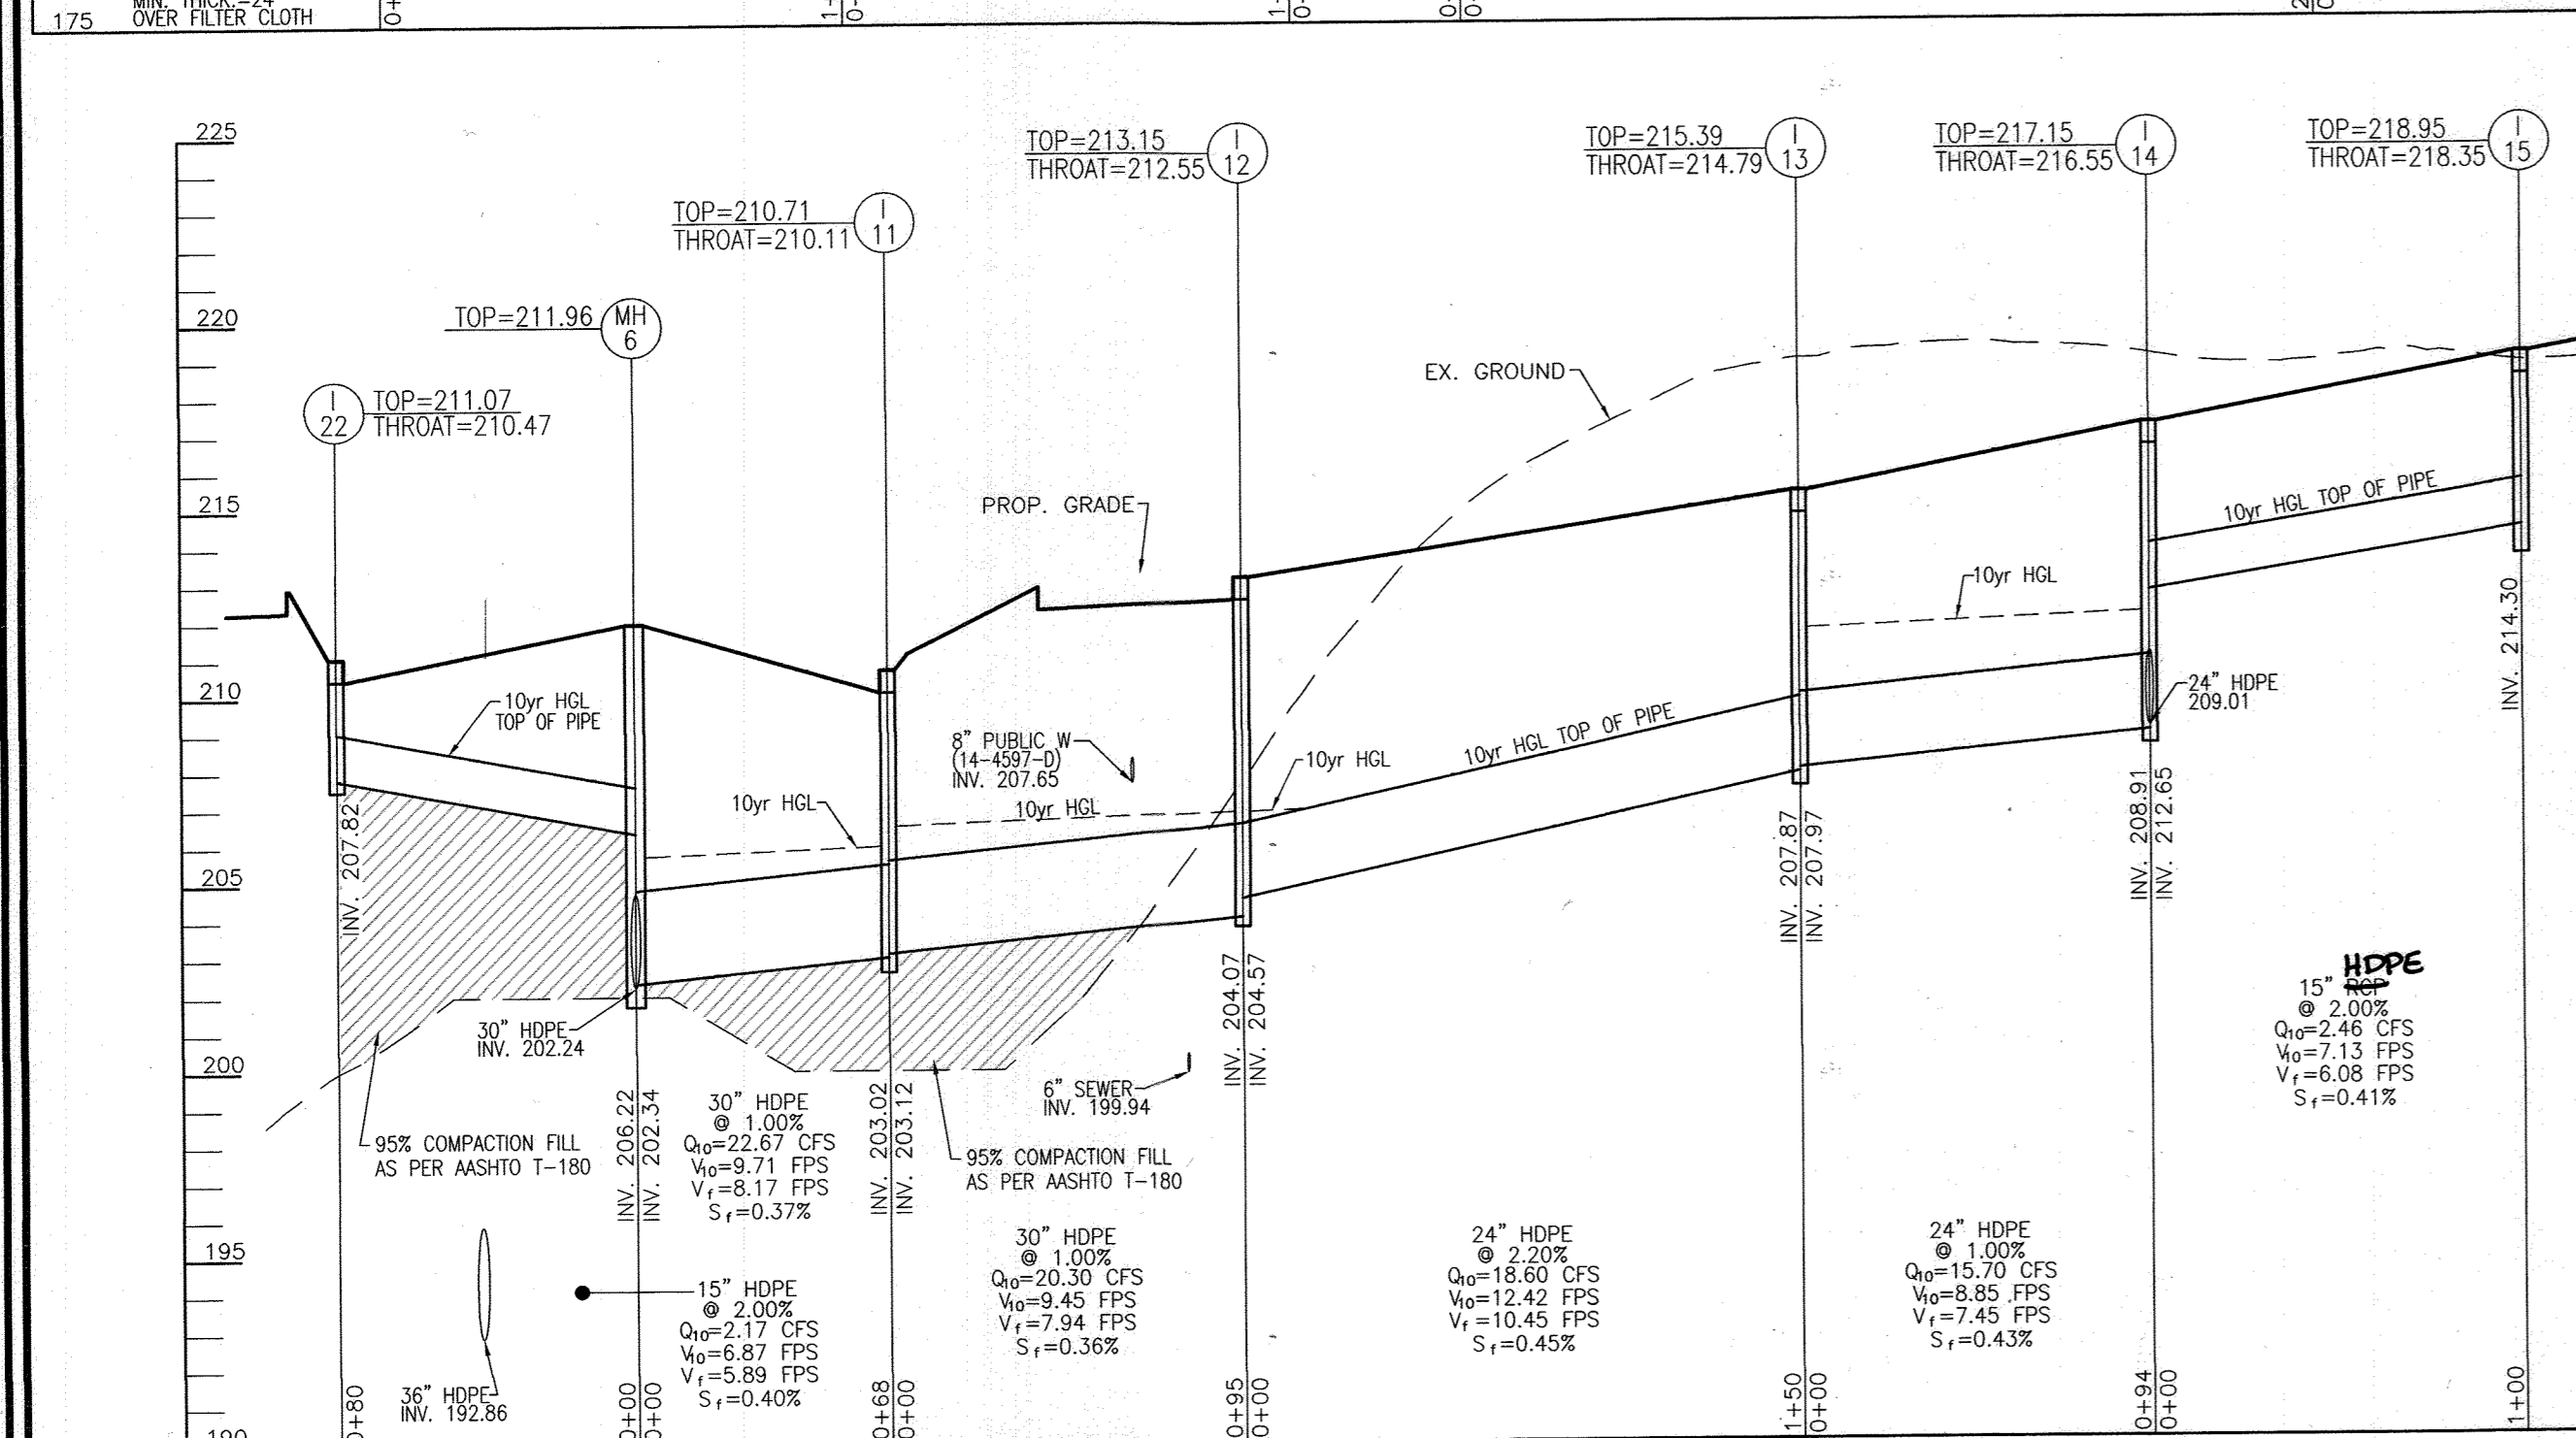 175
OVER FILTER CLOTH
225
220
215
210
205
200
195
TOP=211.07
THROAT=210.47
I
22
TOP=211.96
MH
6
TOP=210.71
THROAT=210.11
I
11
TOP=213.15
THROAT=212.55
I
12
TOP=215.39
THROAT=214.79
I
13
TOP=217.15
THROAT=216.55
I
14
TOP=218.95
THROAT=218.35
I
15
EX. GROUND
PROP. GRADE
10yr HGL
TOP OF PIPE
10yr HGL
8" PUBLIC W
(14-4597-D)
INV. 207.65
10yr HGL
10yr HGL
10yr HGL TOP OF PIPE
10yr HGL
10yr HGL TOP OF PIPE
24" HDPE
209.01
30" HDPE
INV. 202.24
6" SEWER
INV. 199.94
95% COMPACTION FILL
AS PER AASHTO T-180
95% COMPACTION FILL
AS PER AASHTO T-180
36" HDPE
INV. 192.86
INV. 207.82
INV. 206.22
INV. 202.34
INV. 203.02
INV. 203.12
INV. 204.07
INV. 204.57
INV. 207.87
INV. 207.97
INV. 208.91
INV. 212.65
INV. 214.30
30" HDPE
@ 1.00%
Q10=22.67 CFS
V10=9.71 FPS
Vf=8.17 FPS
Sf=0.37%
15" HDPE
@ 2.00%
Q10=2.17 CFS
V10=6.87 FPS
Vf=5.89 FPS
Sf=0.40%
30" HDPE
@ 1.00%
Q10=20.30 CFS
V10=9.45 FPS
Vf=7.94 FPS
Sf=0.36%
24" HDPE
@ 2.20%
Q10=18.60 CFS
V10=12.42 FPS
Vf=10.45 FPS
Sf=0.45%
24" HDPE
@ 1.00%
Q10=15.70 CFS
V10=8.85 FPS
Vf=7.45 FPS
Sf=0.43%
HDPE
15" RCP
@ 2.00%
Q10=2.46 CFS
V10=7.13 FPS
Vf=6.08 FPS
Sf=0.41%
0+80
0+00
0+00
0+68
0+00
0+95
0+00
1+50
0+00
0+94
0+00
1+00